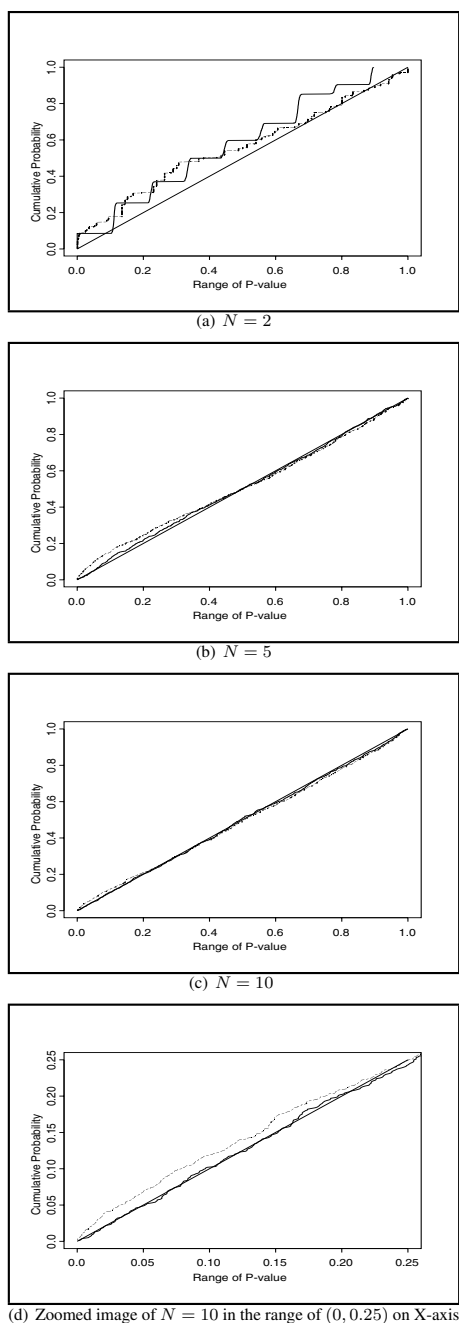 1.0
0.8
0.6
0.4
0.2
0.0
Cumulative Probability
0.0 0.2 0.4 0.6 0.8 1.0
Range of P-value
(a) N = 2
1.0
0.8
0.6
0.4
0.2
0.0
Cumulative Probability
0.0 0.2 0.4 0.6 0.8 1.0
Range of P-value
(b) N = 5
1.0
0.8
0.6
0.4
0.2
0.0
Cumulative Probability
0.0 0.2 0.4 0.6 0.8 1.0
Range of P-value
(c) N = 10
0.25
0.20
0.15
0.10
0.05
0.0
Cumulative Probability
0.0 0.05 0.10 0.15 0.20 0.25
Range of P-value
(d) Zoomed image of N = 10 in the range of (0, 0.25) on X-axis